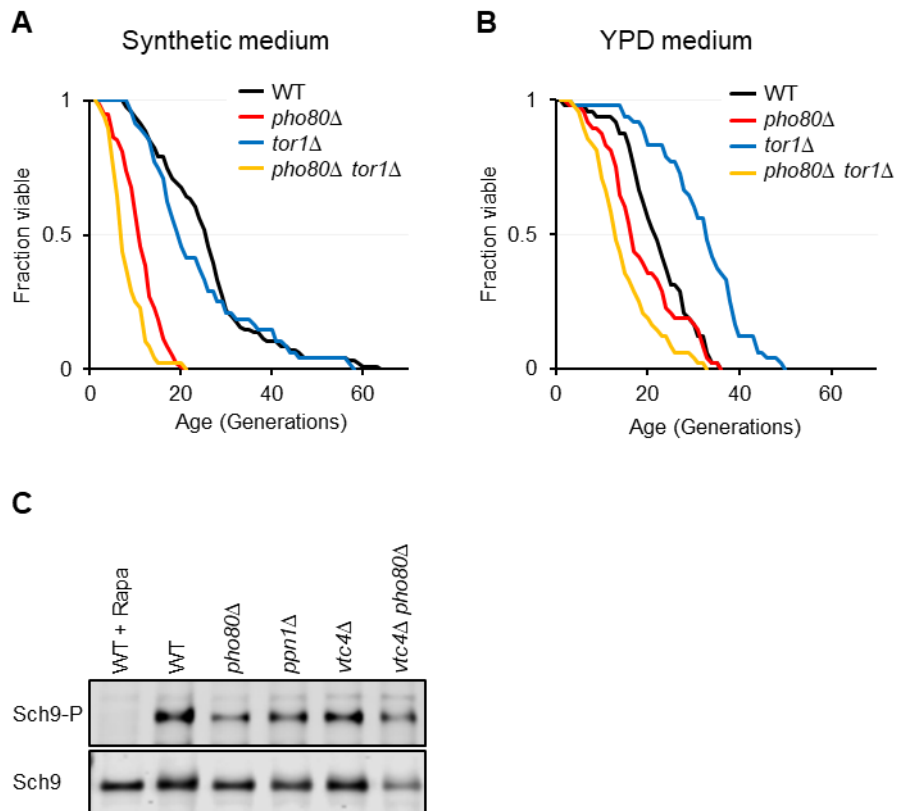 A
Synthetic medium
WT
pho80Δ
tor1Δ
pho80Δ tor1Δ
Fraction viable
1
0.5
0
0 20 40 60
Age (Generations)
B
YPD medium
WT
pho80Δ
tor1Δ
pho80Δ tor1Δ
Fraction viable
1
0.5
0
0 20 40 60
Age (Generations)
C
WT + Rapa
WT
pho80Δ
ppn1Δ
vtc4Δ
vtc4Δ pho80Δ
Sch9-P
Sch9